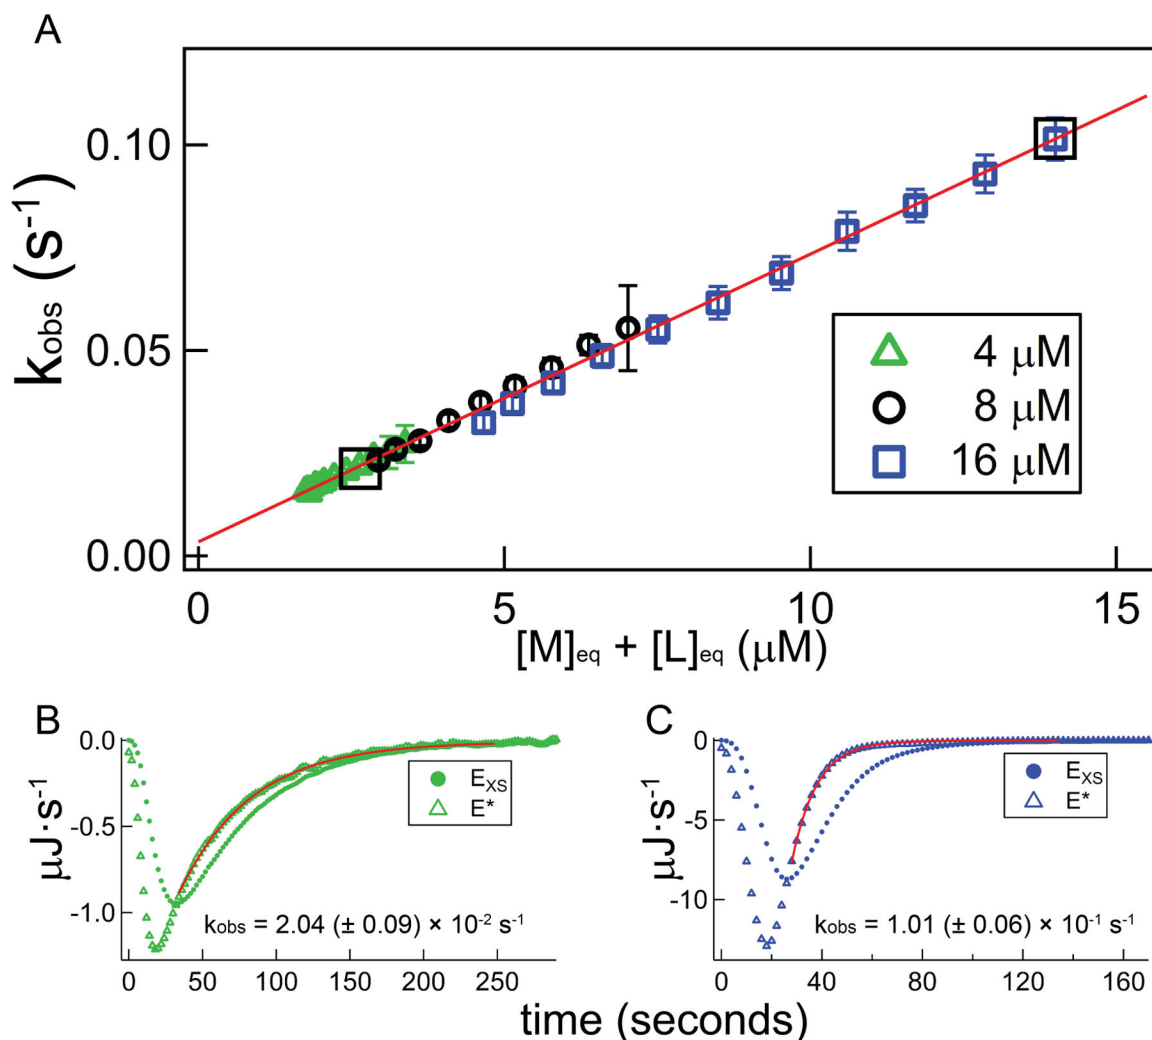 A
k_obs (s⁻¹)
0.10
0.05
0.00
4 µM
8 µM
16 µM
0 5 10 15
[M]eq + [L]eq (µM)
B
µJ·s⁻¹
0.0
-0.5
-1.0
E_XS
E*
kobs = 2.04 (± 0.09) × 10⁻² s⁻¹
0 50 100 150 200 250
C
µJ·s⁻¹
0
-5
-10
E_XS
E*
kobs = 1.01 (± 0.06) × 10⁻¹ s⁻¹
0 40 80 120 160
time (seconds)